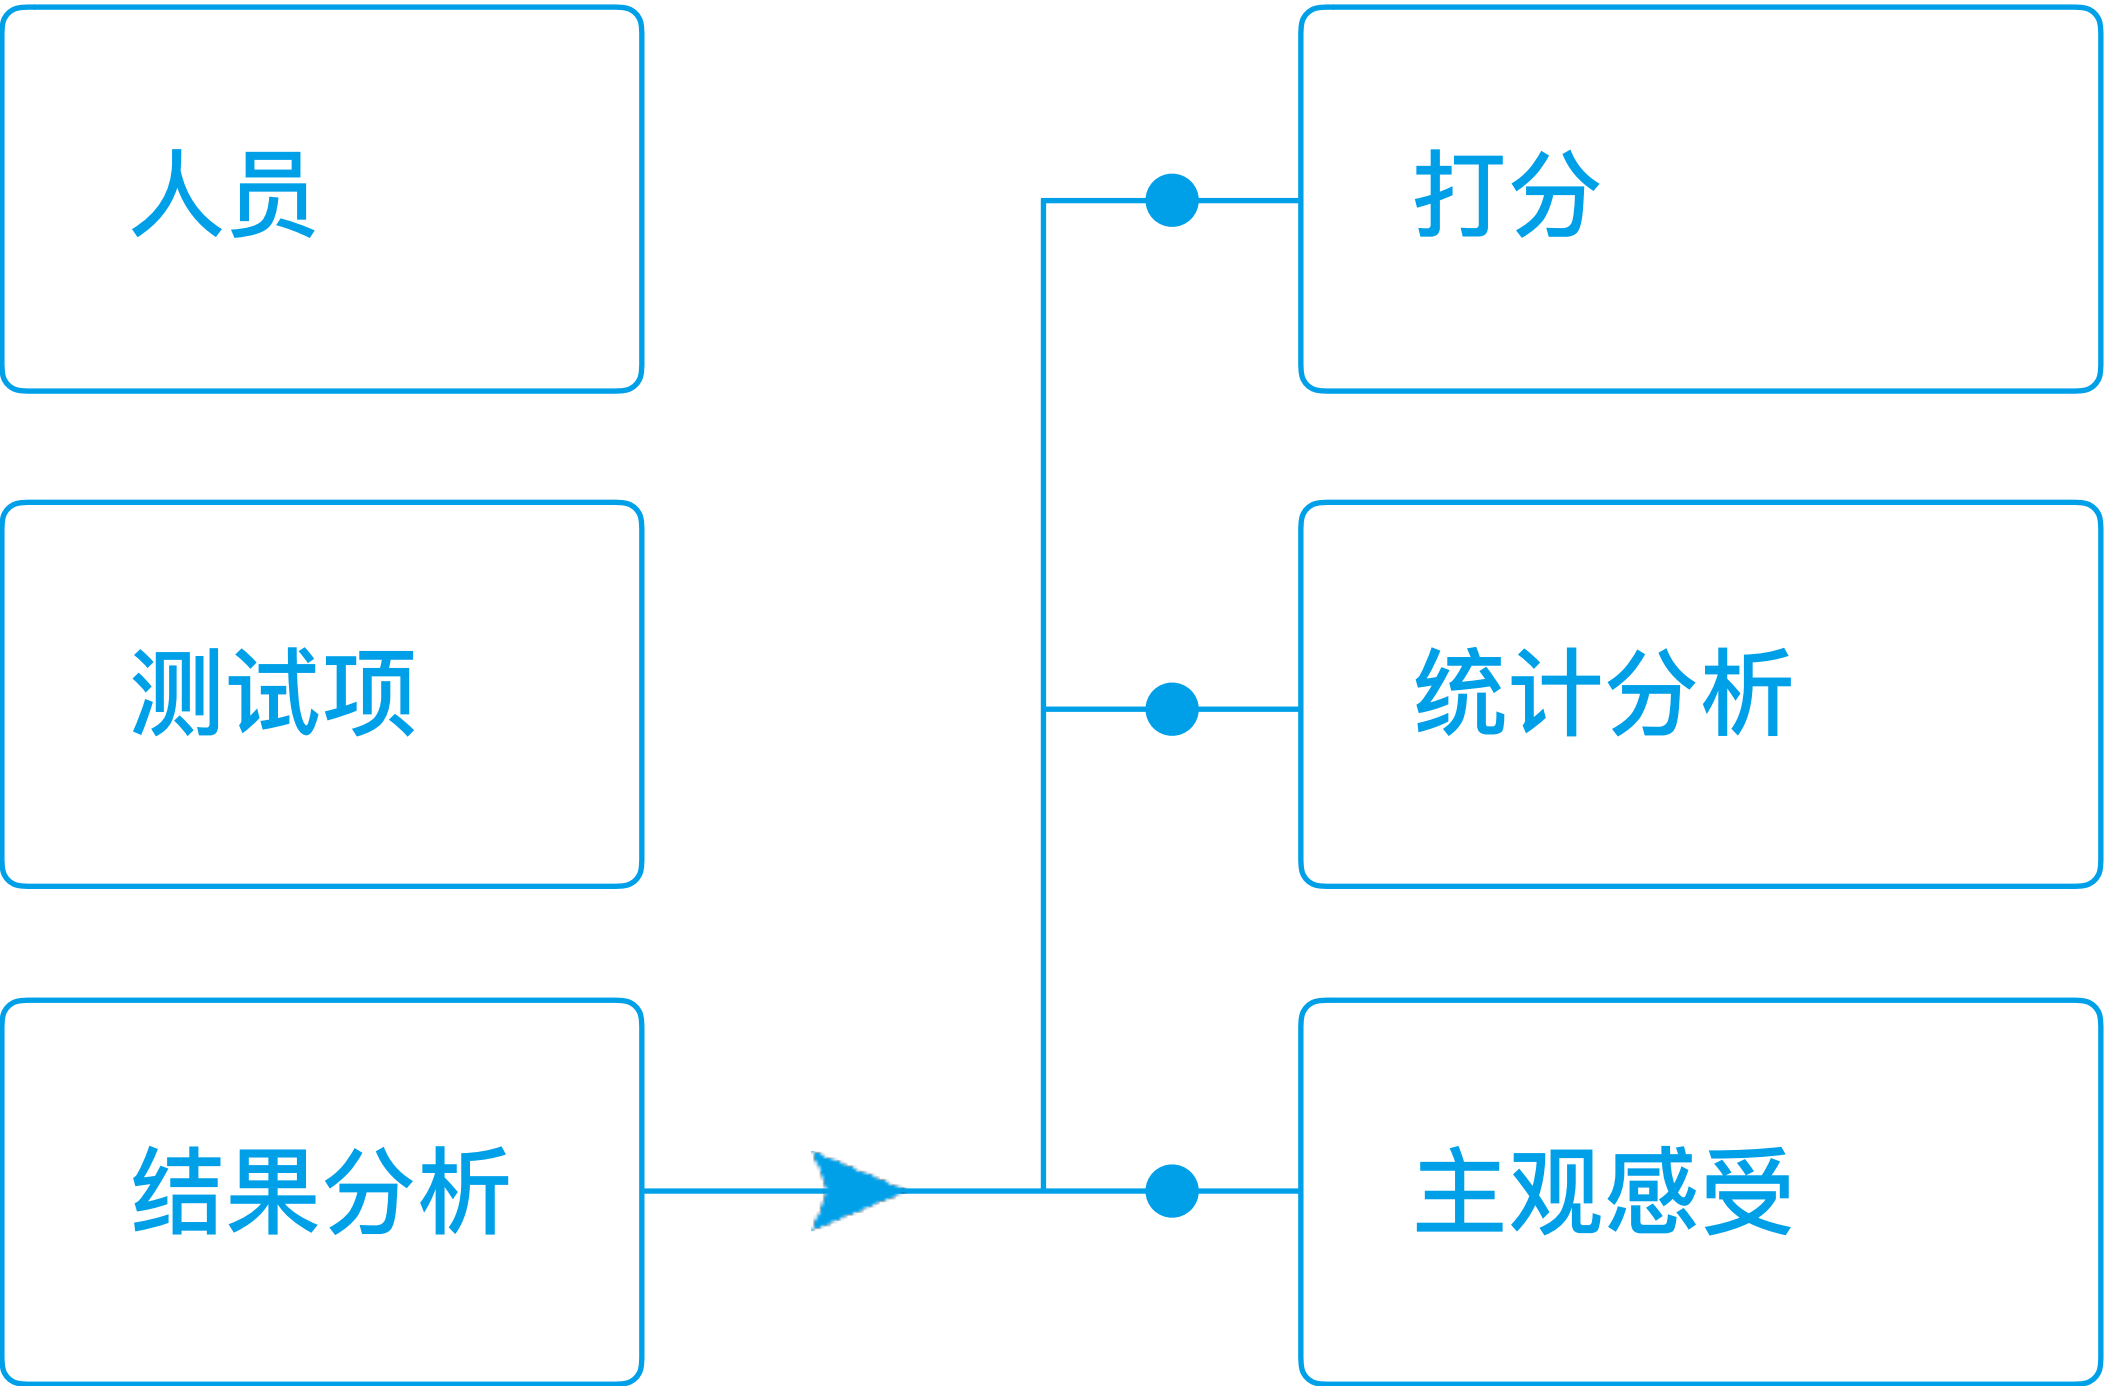 人员
打分
测试项
统计分析
结果分析
主观感受